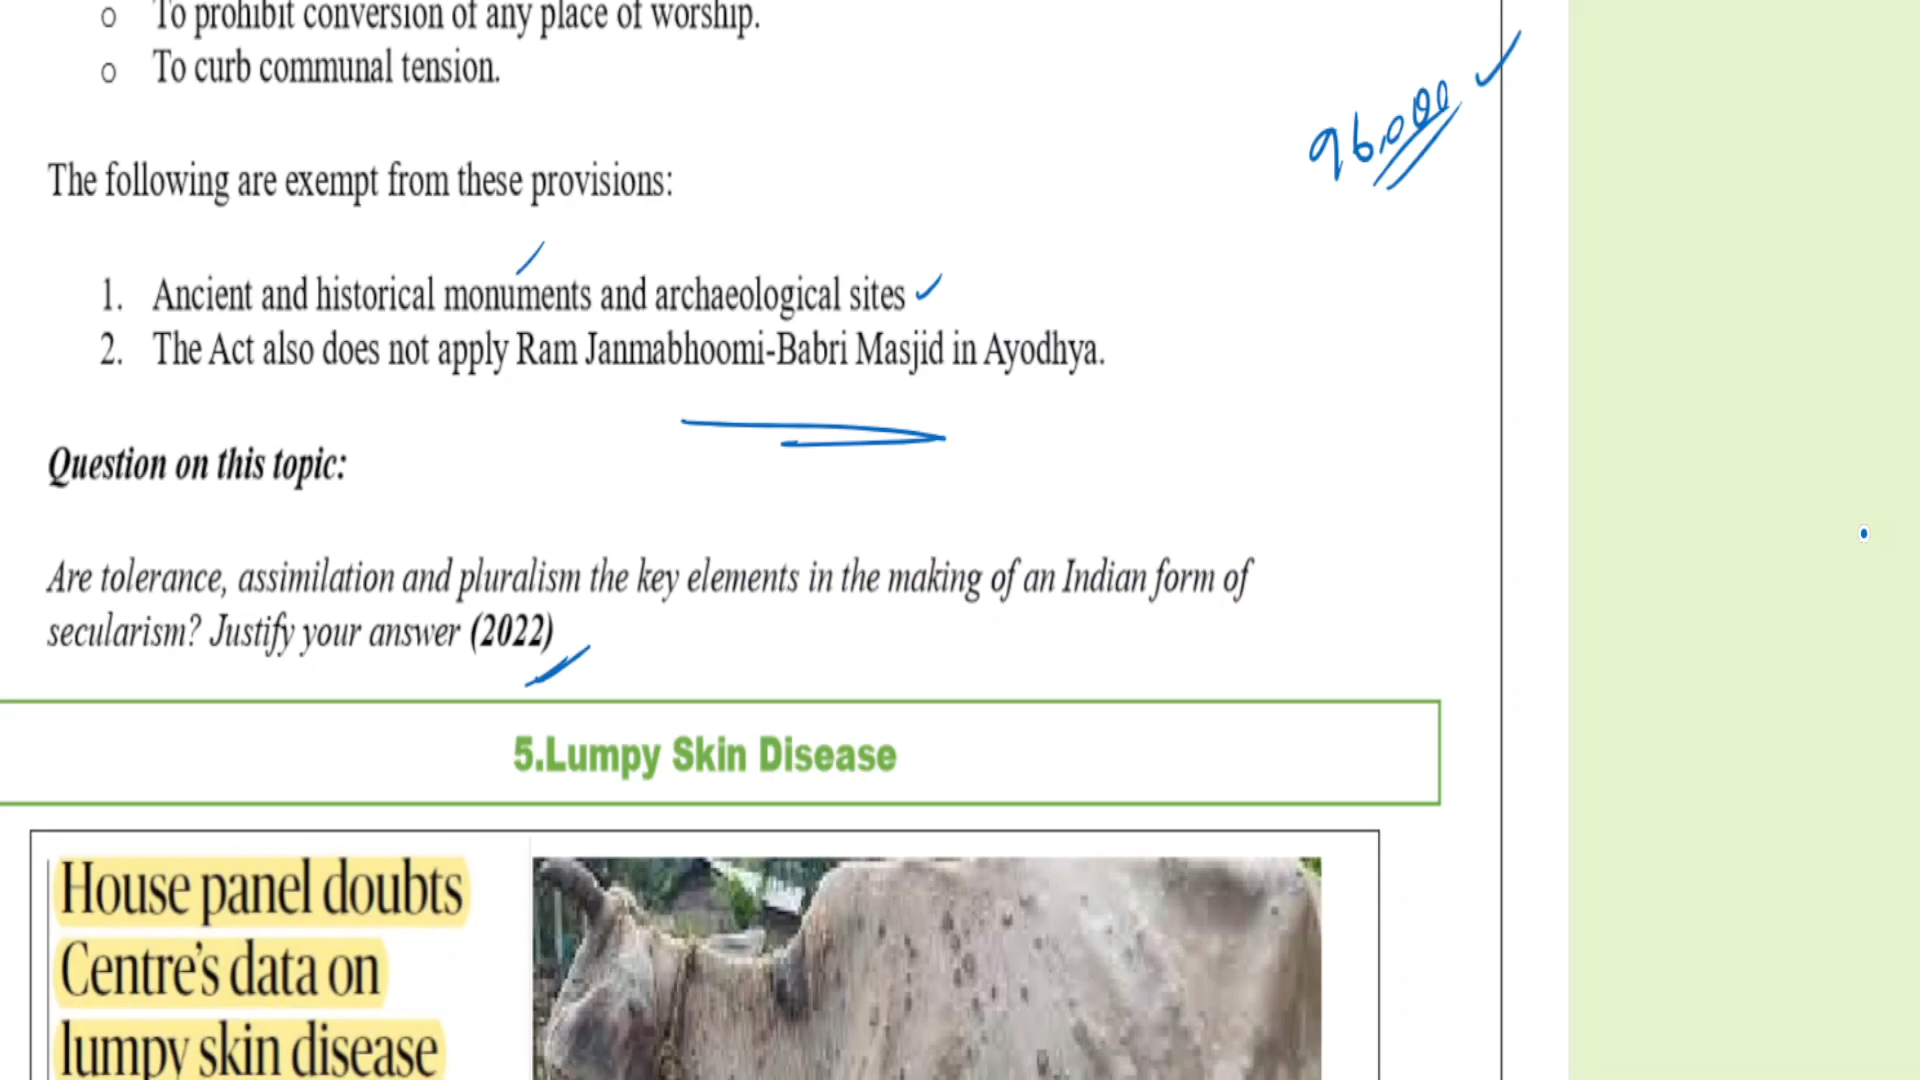 o To prohibit conversion of any place of worship.
o To curb communal tension.
96,000
The following are exempt from these provisions:
1. Ancient and historical monuments and archaeological sites
2. The Act also does not apply Ram Janmabhoomi-Babri Masjid in Ayodhya.
Question on this topic:
Are tolerance, assimilation and pluralism the key elements in the making of an Indian form of
secularism? Justify your answer (2022)
5.Lumpy Skin Disease
House panel doubts
Centre's data on
lumpy skin disease